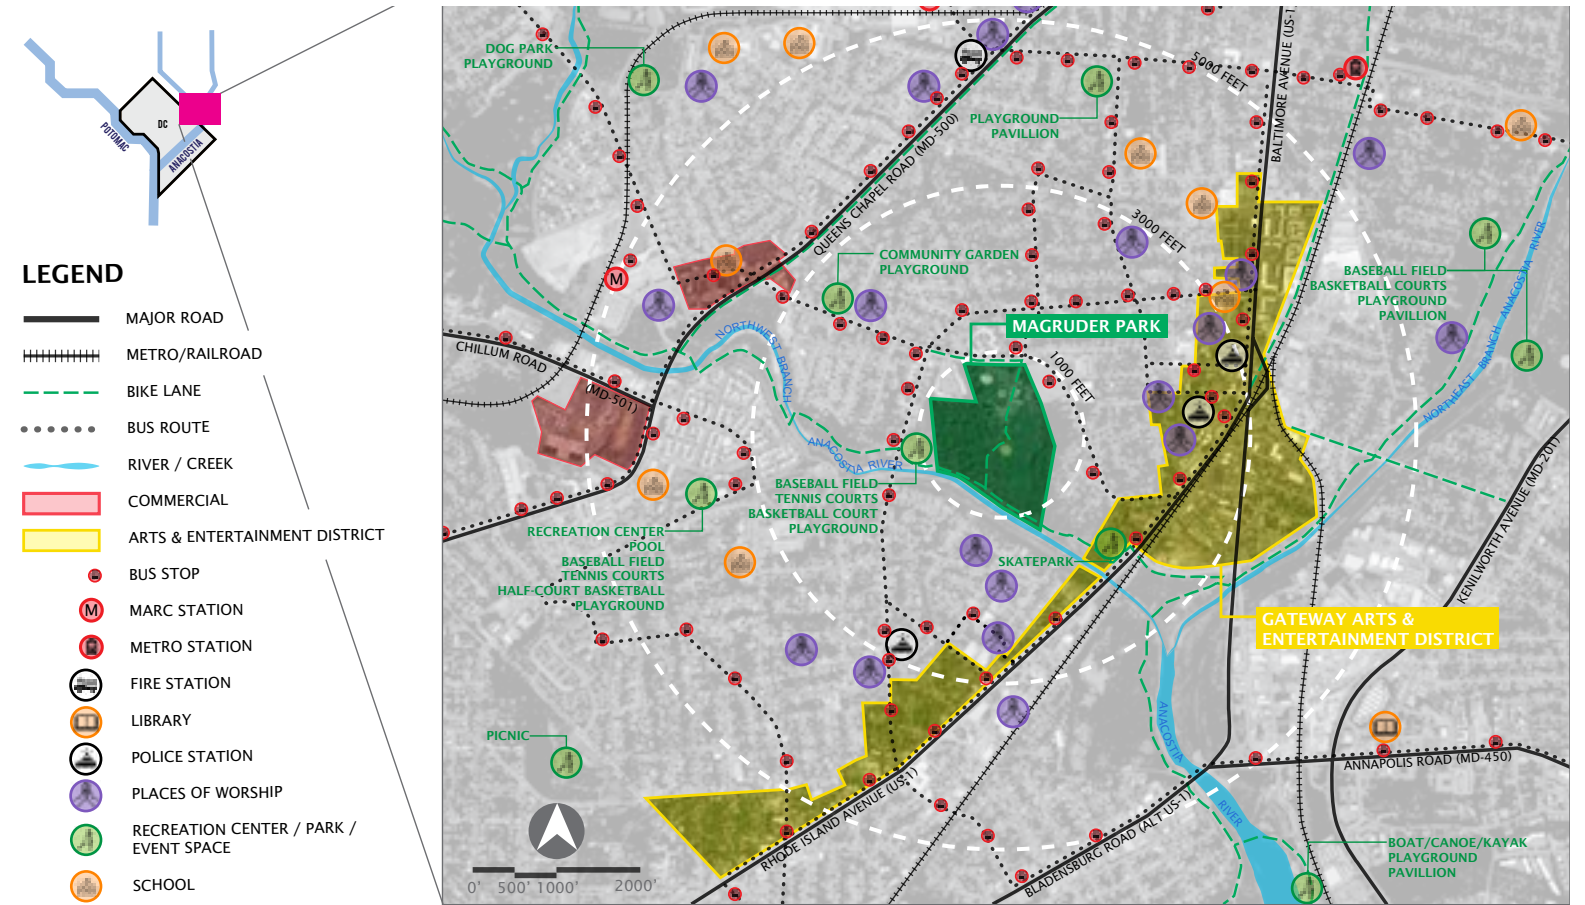 DC
POTOMAC
ANACOSTIA
LEGEND
MAJOR ROAD
METRO/RAILROAD
BIKE LANE
BUS ROUTE
RIVER / CREEK
COMMERCIAL
ARTS & ENTERTAINMENT DISTRICT
BUS STOP
M
MARC STATION
METRO STATION
FIRE STATION
LIBRARY
POLICE STATION
PLACES OF WORSHIP
RECREATION CENTER / PARK /
EVENT SPACE
SCHOOL
DOG PARK
PLAYGROUND
PLAYGROUND
PAVILLION
5000 FEET
BALTIMORE AVENUE (US-1)
QUEENS CHAPEL ROAD (MD-500)
3000 FEET
COMMUNITY GARDEN
PLAYGROUND
M
BASEBALL FIELD
BASKETBALL COURTS
PLAYGROUND
PAVILLION
MAGRUDER PARK
1000 FEET
NORTHWEST BRANCH
ANACOSTIA RIVER
NORTHEAST BRANCH ANACOSTIA RIVER
CHILLUM ROAD
(MD-501)
BASEBALL FIELD
TENNIS COURTS
BASKETBALL COURT
PLAYGROUND
RECREATION CENTER
POOL
BASEBALL FIELD
TENNIS COURTS
HALF-COURT BASKETBALL
PLAYGROUND
SKATEPARK
KENILWORTH AVENUE (MD-201)
GATEWAY ARTS &
ENTERTAINMENT DISTRICT
PICNIC
ANACOSTIA
RIVER
ANNAPOLIS ROAD (MD-450)
RHODE ISLAND AVENUE (US-1)
BLADENSBURG ROAD (ALT-US-1)
BOAT/CANOE/KAYAK
PLAYGROUND
PAVILLION
0' 500' 1000' 2000'